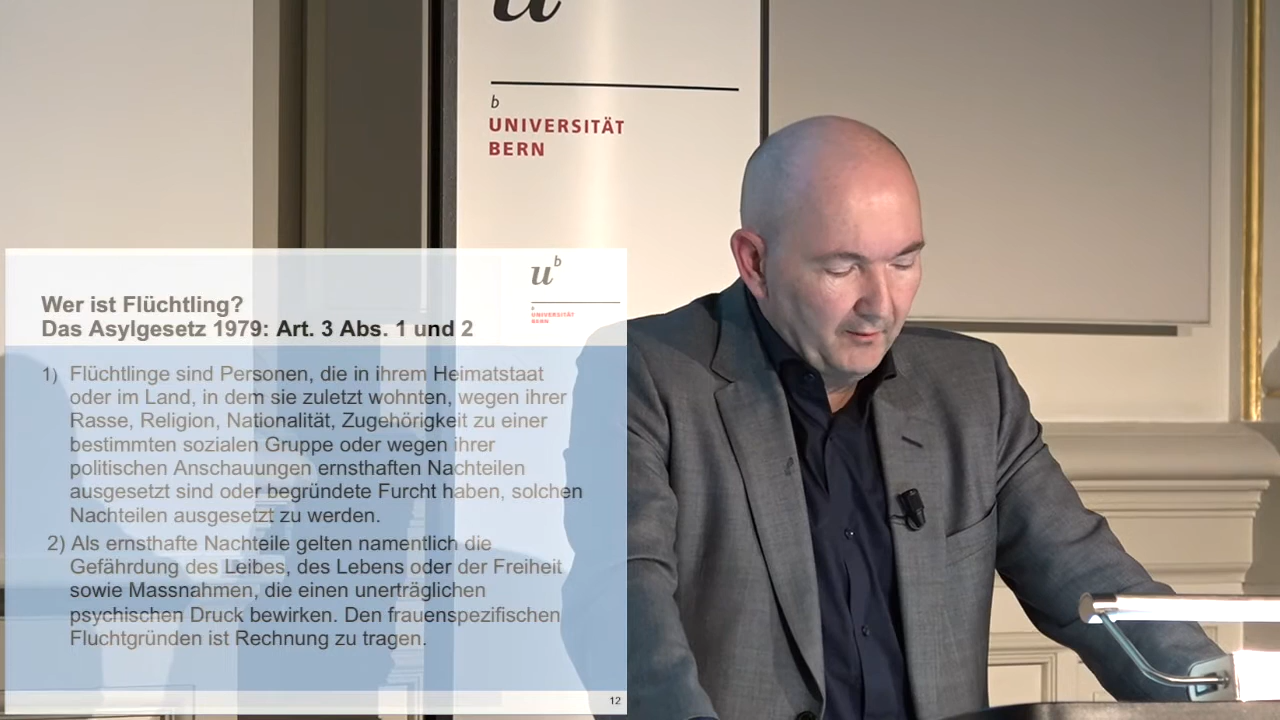 u
b
UNIVERSITÄT
BERN
u b
b
UNIVERSITÄT
BERN
Wer ist Flüchtling?
Das Asylgesetz 1979: Art. 3 Abs. 1 und 2
1) Flüchtlinge sind Personen, die in ihrem Heimatstaat
oder im Land, in dem sie zuletzt wohnten, wegen ihrer
Rasse, Religion, Nationalität, Zugehörigkeit zu einer
bestimmten sozialen Gruppe oder wegen ihrer
politischen Anschauungen ernsthaften Nachteilen
ausgesetzt sind oder begründete Furcht haben, solchen
Nachteilen ausgesetzt zu werden.
2) Als ernsthafte Nachteile gelten namentlich die
Gefährdung des Leibes, des Lebens oder der Freiheit
sowie Massnahmen, die einen unerträglichen
psychischen Druck bewirken. Den frauenspezifischen
Fluchtgründen ist Rechnung zu tragen.
12